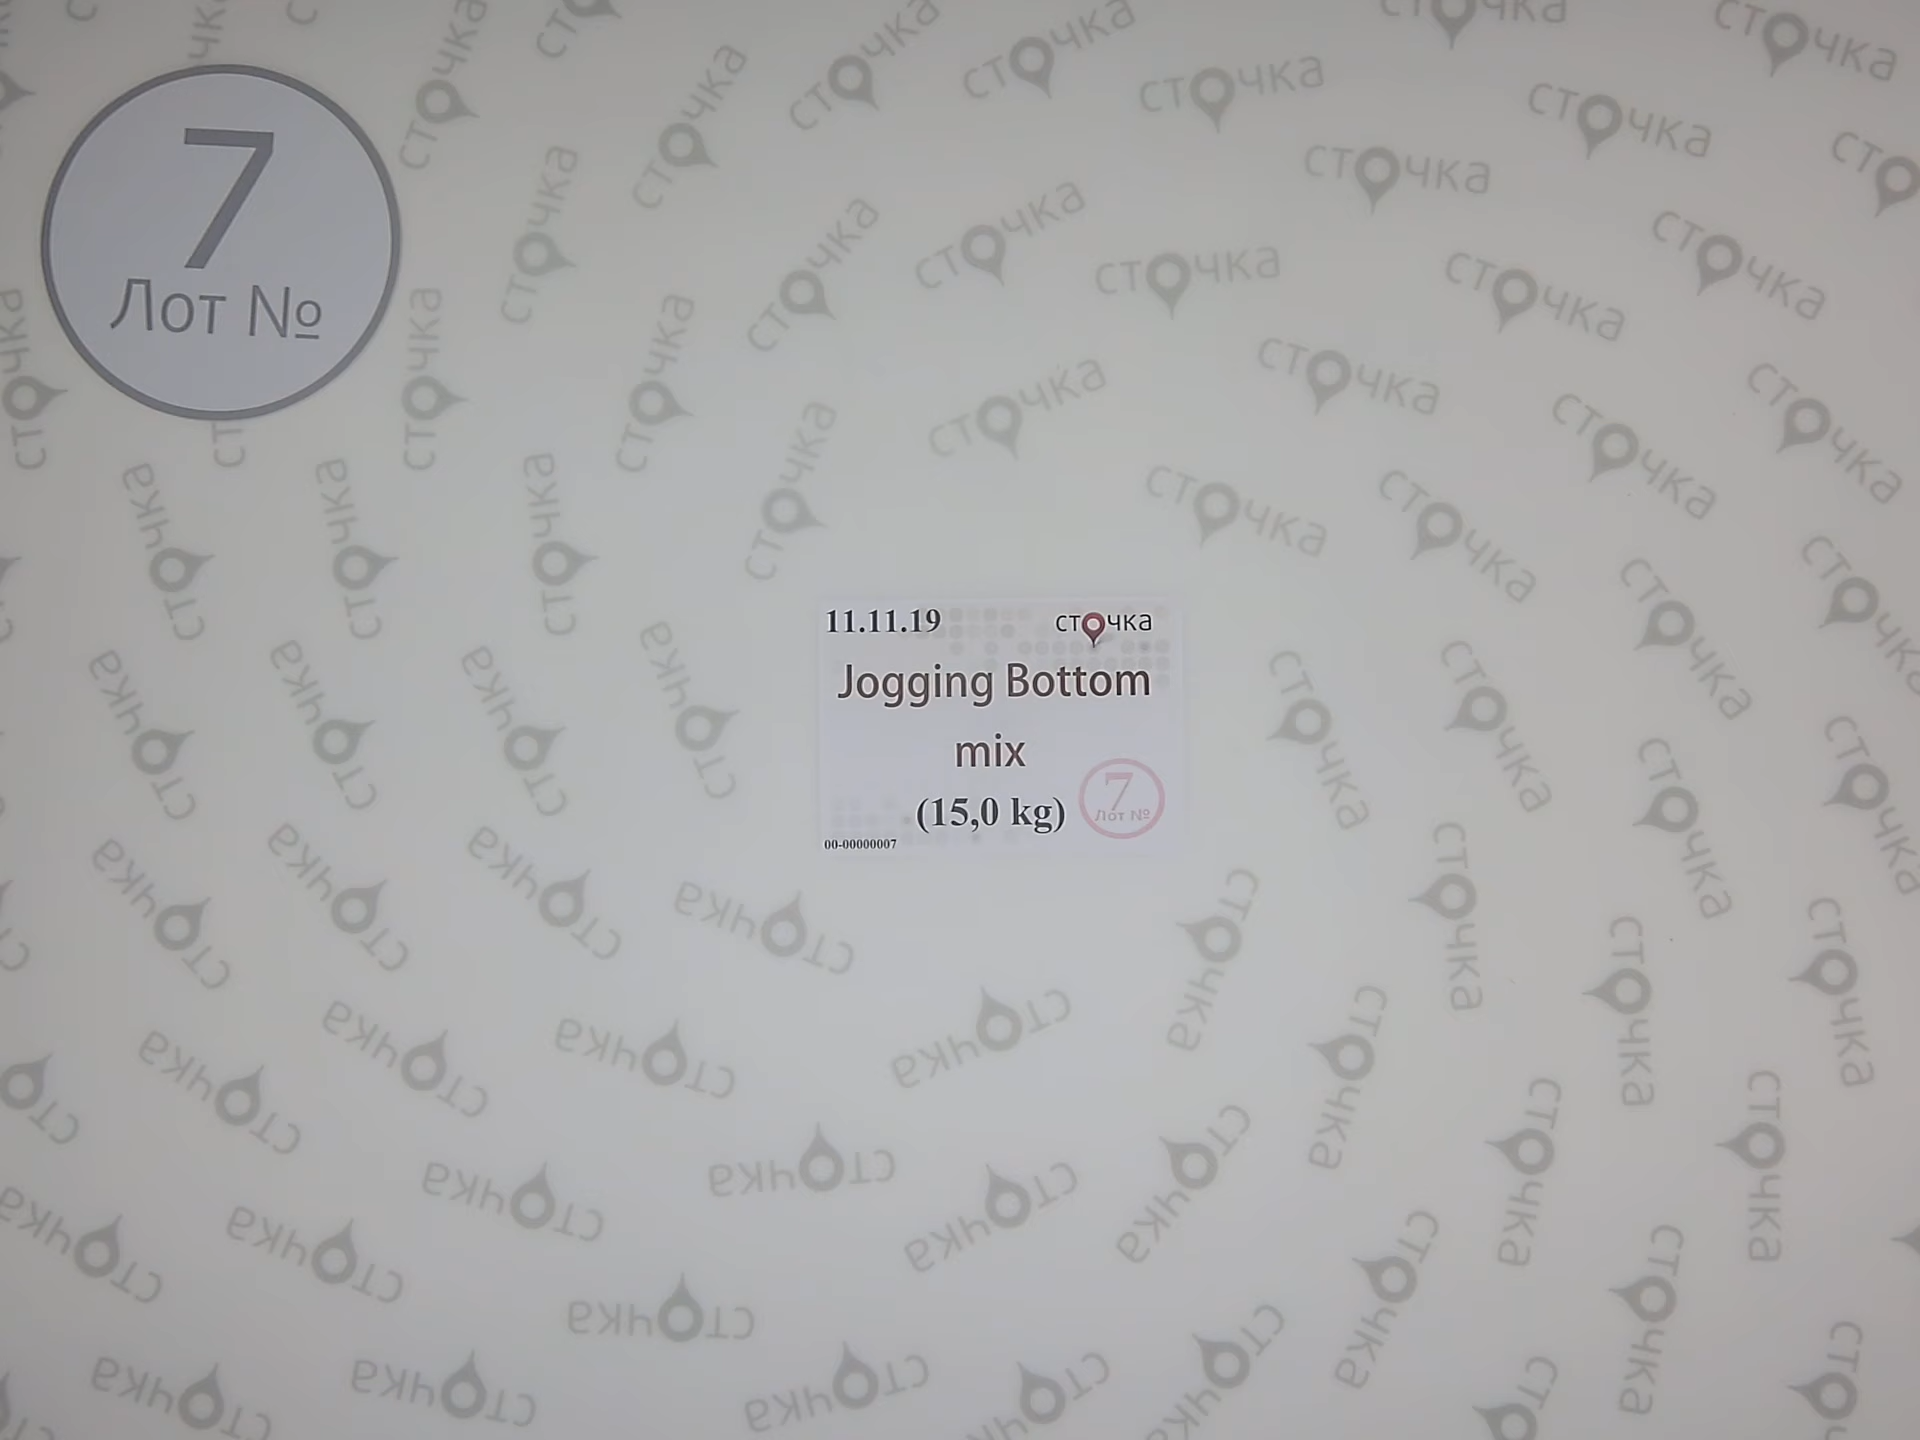 7
Лот №
11.11.19
сточка
Jogging Bottom
mix
(15,0 kg)
7
Лот №
00-00000007